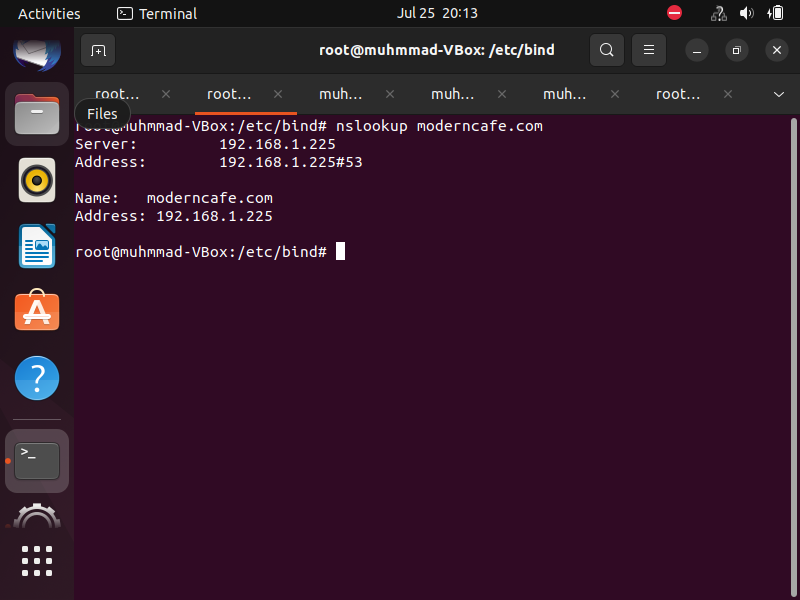 Activities Terminal Jul 25 20:13
root@muhmmad-VBox: /etc/bind
root... root... muh... muh... muh... root...
Files
root@muhmmad-VBox:/etc/bind# nslookup moderncafe.com
Server: 192.168.1.225
Address: 192.168.1.225#53
Name: moderncafe.com
Address: 192.168.1.225
root@muhmmad-VBox:/etc/bind#